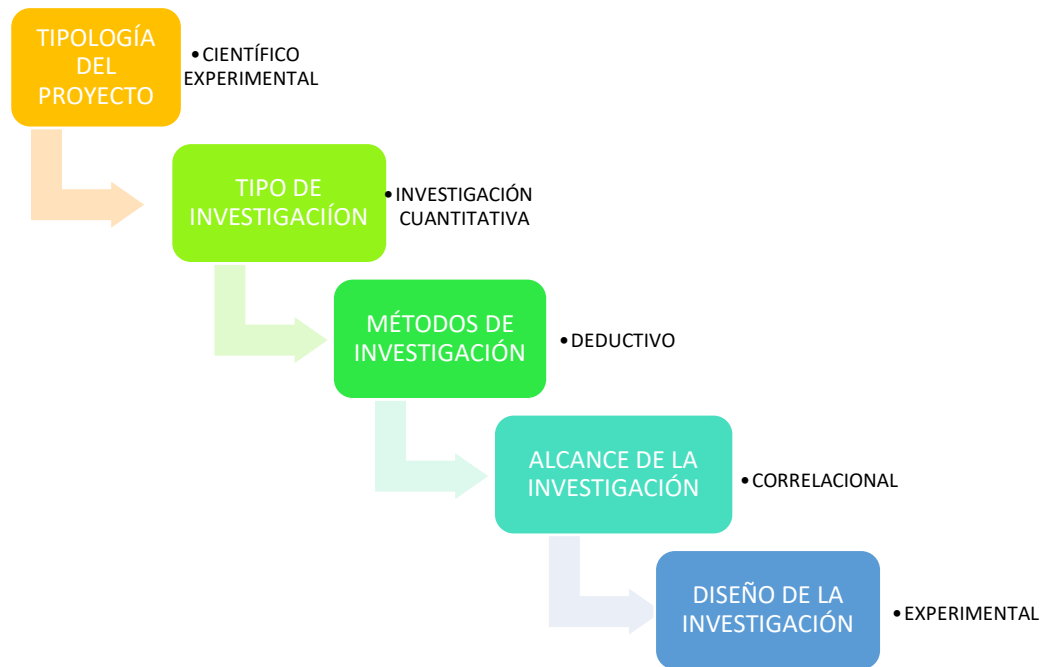 TIPOLOGÍA
DEL
PROYECTO
•CIENTÍFICO
EXPERIMENTAL
TIPO DE
INVESTIGACIÍON
•INVESTIGACIÓN
CUANTITATIVA
MÉTODOS DE
INVESTIGACIÓN
•DEDUCTIVO
ALCANCE DE LA
INVESTIGACIÓN
•CORRELACIONAL
DISEÑO DE LA
INVESTIGACIÓN
•EXPERIMENTAL